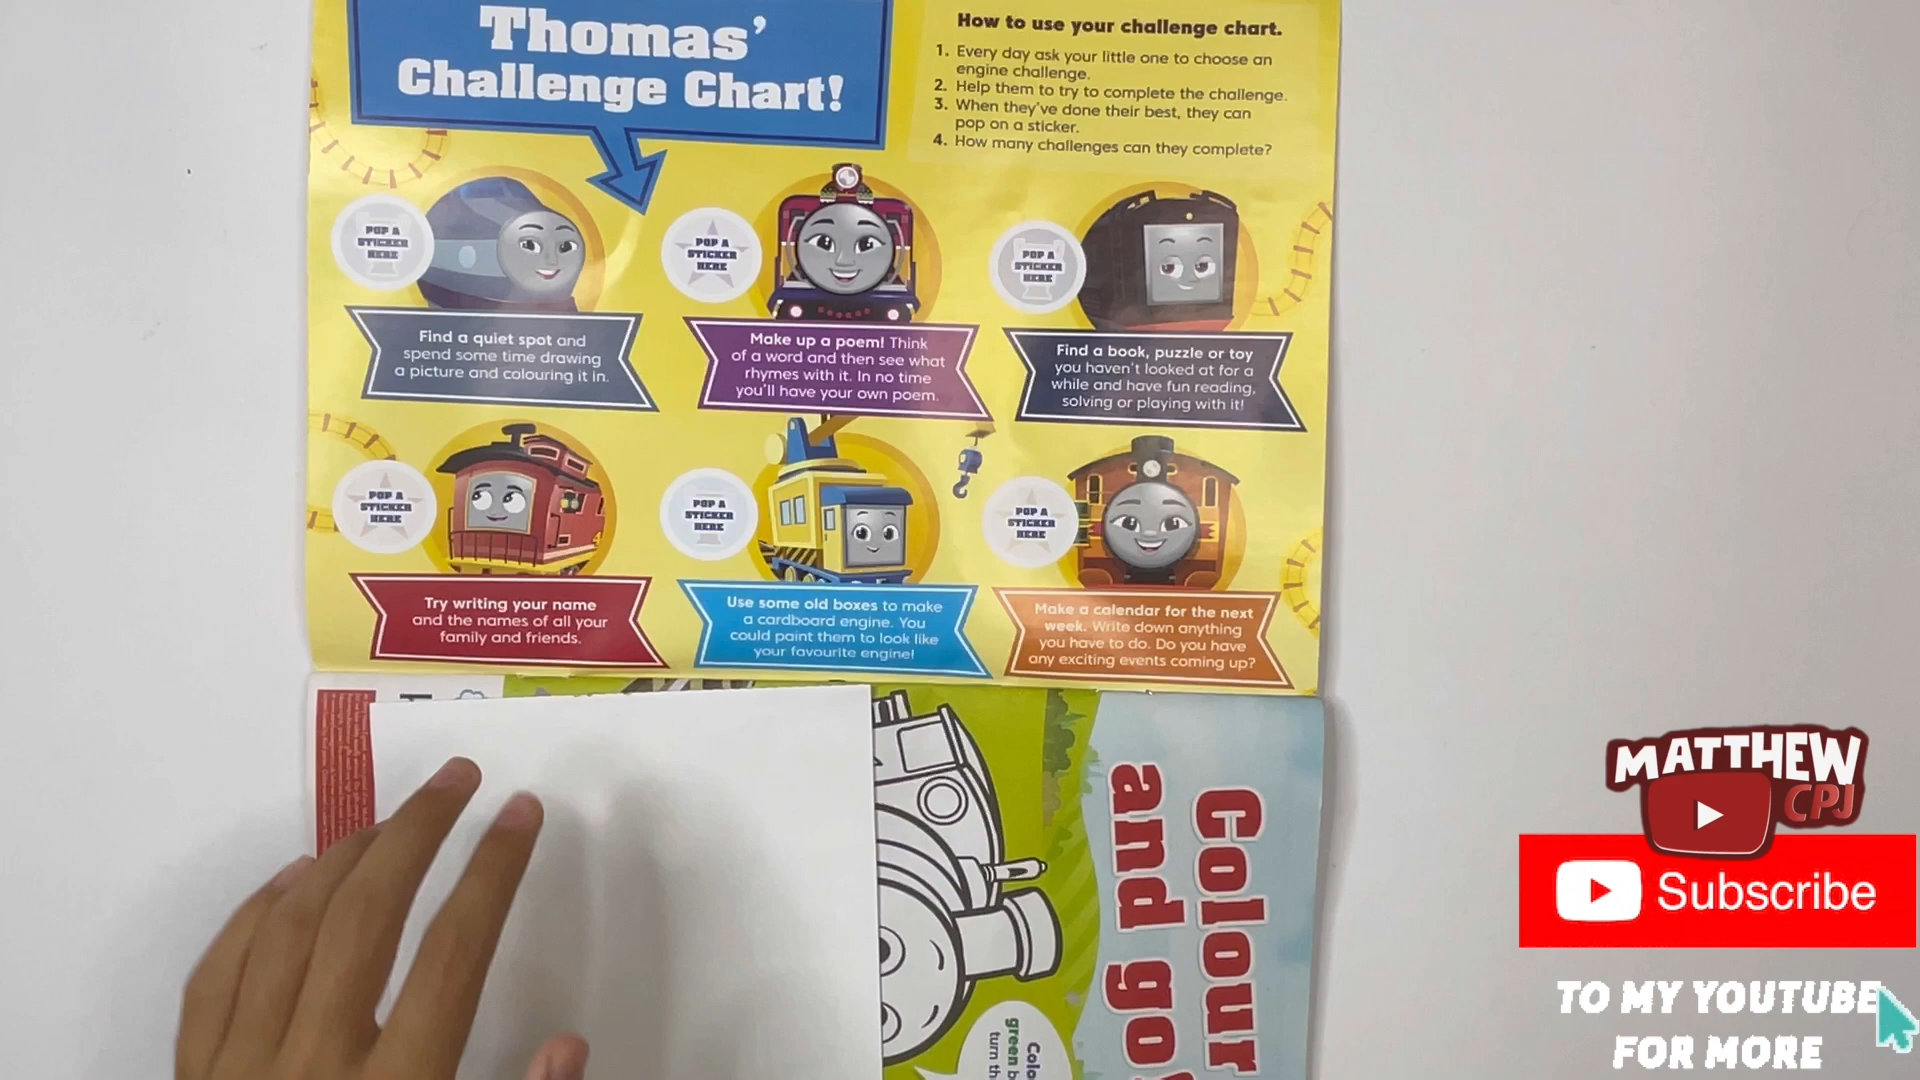 Thomas'
Challenge Chart!
How to use your challenge chart.
1. Every day ask your little one to choose an
engine challenge.
2. Help them to try to complete the challenge.
3. When they've done their best, they can
pop on a sticker.
4. How many challenges can they complete?
POP A
STICKER
HERE
POP A
STICKER
HERE
POP A
STICKER
HERE
Find a quiet spot and
spend some time drawing
a picture and colouring it in.
Make up a poem! Think
of a word and then see what
rhymes with it. In no time
you'll have your own poem.
Find a book, puzzle or toy
you haven't looked at for a
while and have fun reading,
solving or playing with it!
POP A
STICKER
HERE
POP A
STICKER
HERE
POP A
STICKER
HERE
Try writing your name
and the names of all your
family and friends.
Use some old boxes to make
a cardboard engine. You
could paint them to look like
your favourite engine!
Make a calendar for the next
week. Write down anything
you have to do. Do you have
any exciting events coming up?
Colour
and go
green
turn
MATTHEW
CPJ
Subscribe
TO MY YOUTUBE
FOR MORE